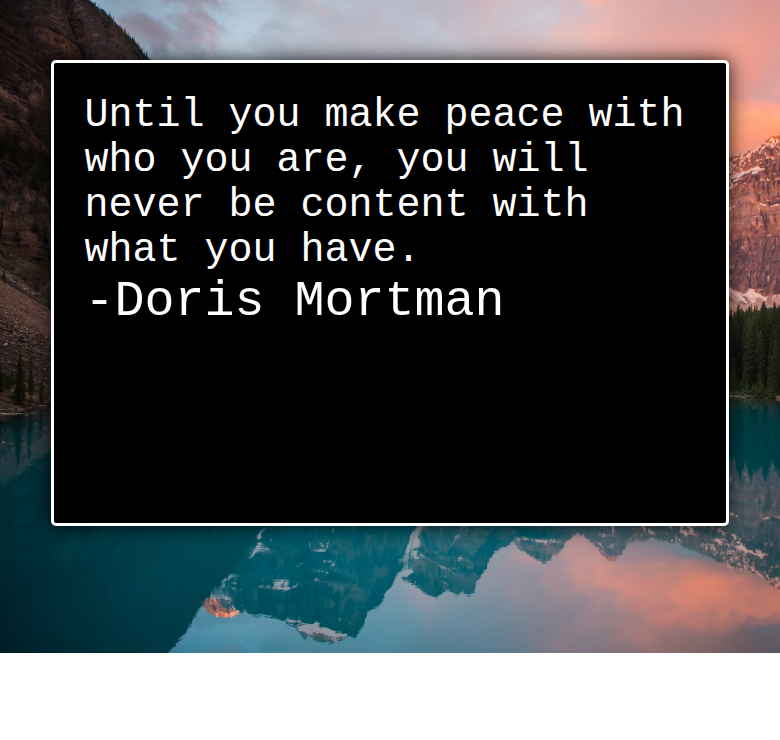 Until you make peace with
who you are, you will
never be content with
what you have.
-Doris Mortman